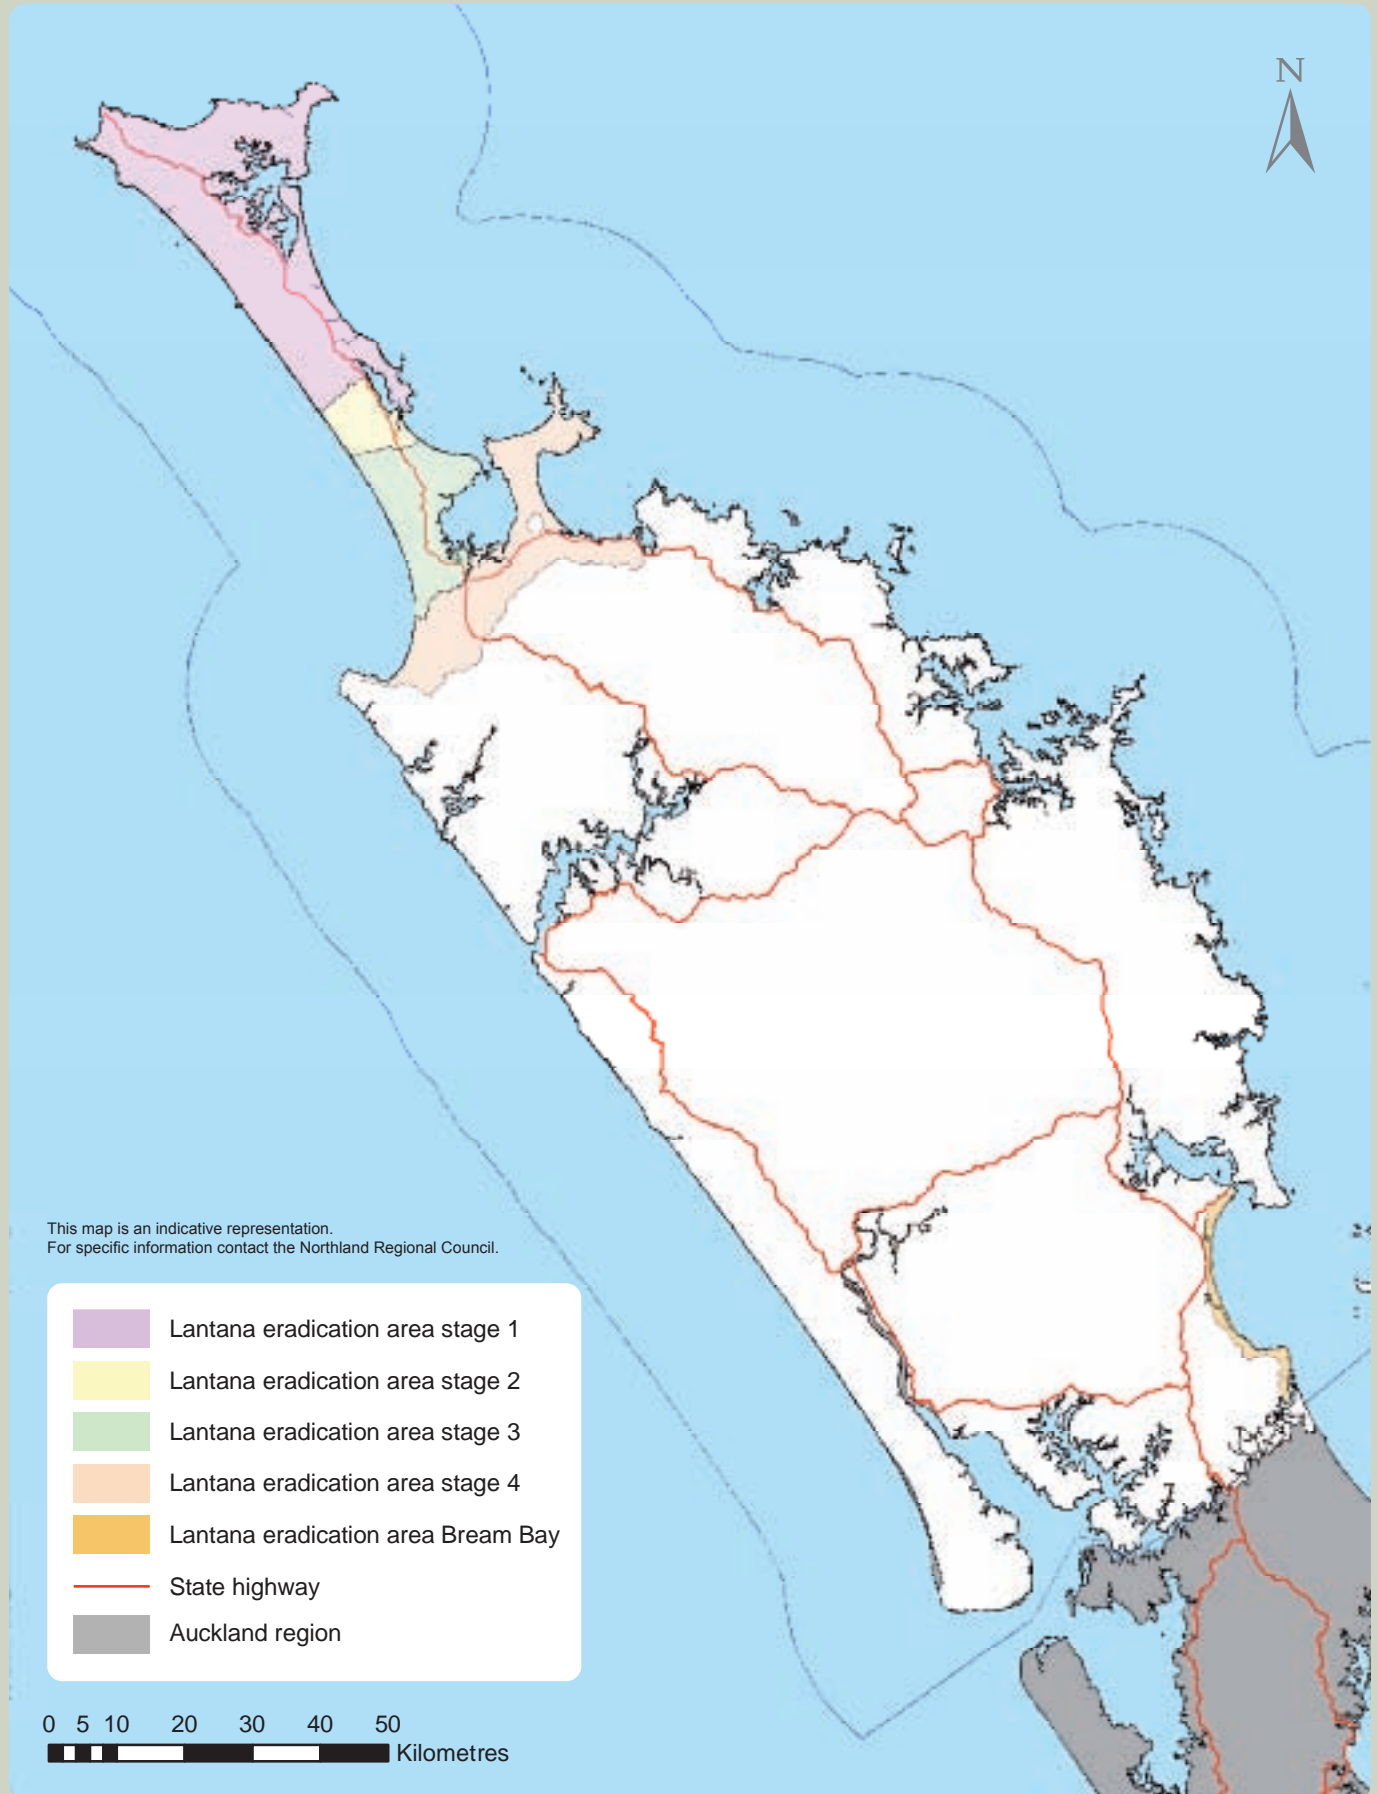 N
This map is an indicative representation.
For specific information contact the Northland Regional Council.
Lantana eradication area stage 1
Lantana eradication area stage 2
Lantana eradication area stage 3
Lantana eradication area stage 4
Lantana eradication area Bream Bay
State highway
Auckland region
0 5 10 20 30 40 50
Kilometres